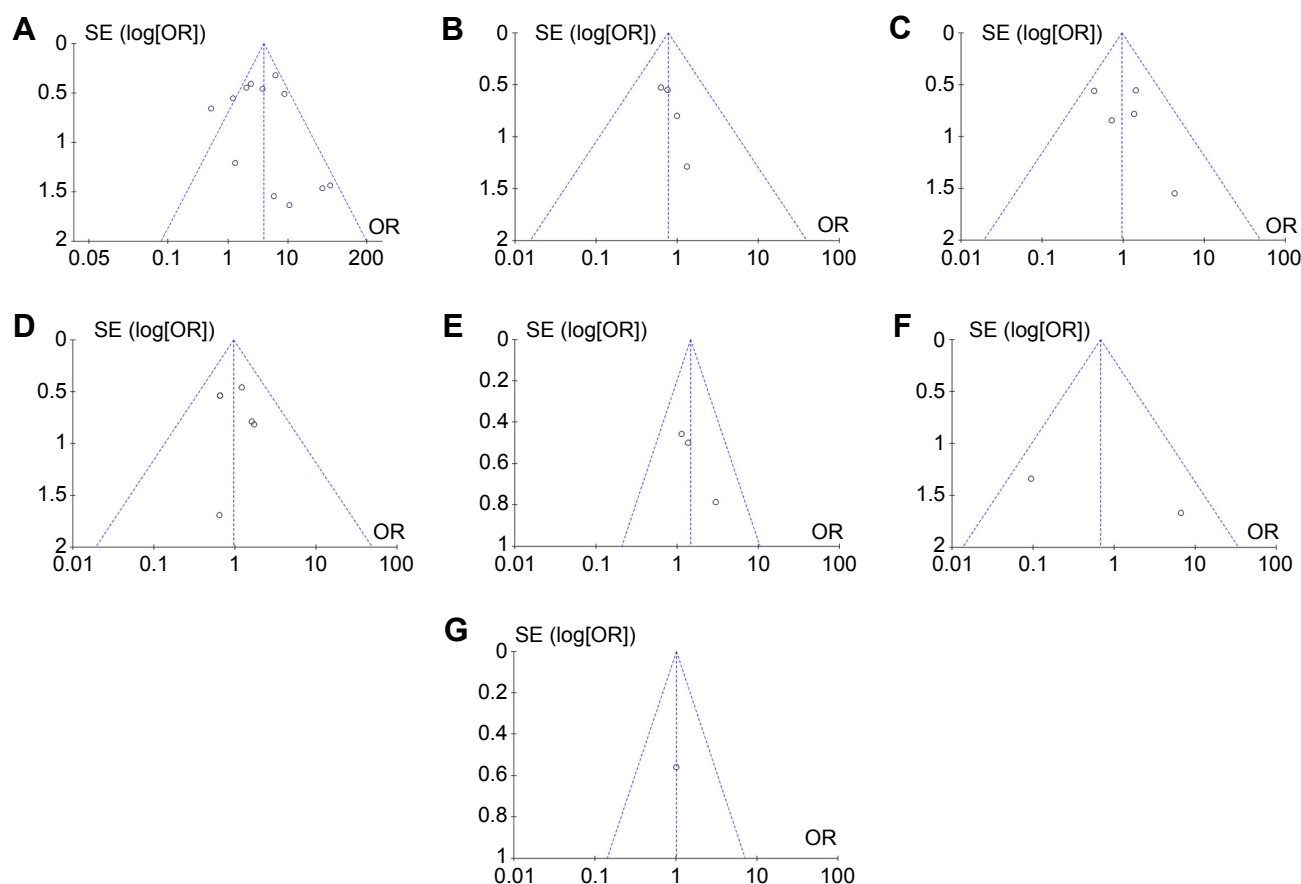 A SE (log[OR])
0
0.5
1
1.5
2
OR
0.05 0.1 1 10 200
B SE (log[OR])
0
0.5
1
1.5
2
OR
0.01 0.1 1 10 100
C SE (log[OR])
0
0.5
1
1.5
2
OR
0.01 0.1 1 10 100
D SE (log[OR])
0
0.5
1
1.5
2
OR
0.01 0.1 1 10 100
E SE (log[OR])
0
0.2
0.4
0.6
0.8
1
OR
0.01 0.1 1 10 100
F SE (log[OR])
0
0.5
1
1.5
2
OR
0.01 0.1 1 10 100
G SE (log[OR])
0
0.2
0.4
0.6
0.8
1
OR
0.01 0.1 1 10 100